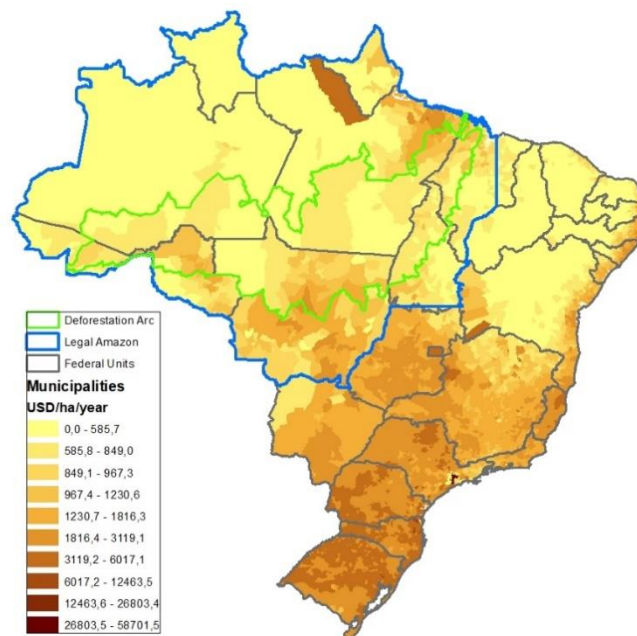 Deforestation Arc
Legal Amazon
Federal Units
Municipalities
USD/ha/year
0,0 - 585,7
585,8 - 849,0
849,1 - 967,3
967,4 - 1230,6
1230,7 - 1816,3
1816,4 - 3119,1
3119,2 - 6017,1
6017,2 - 12463,5
12463,6 - 26803,4
26803,5 - 58701,5